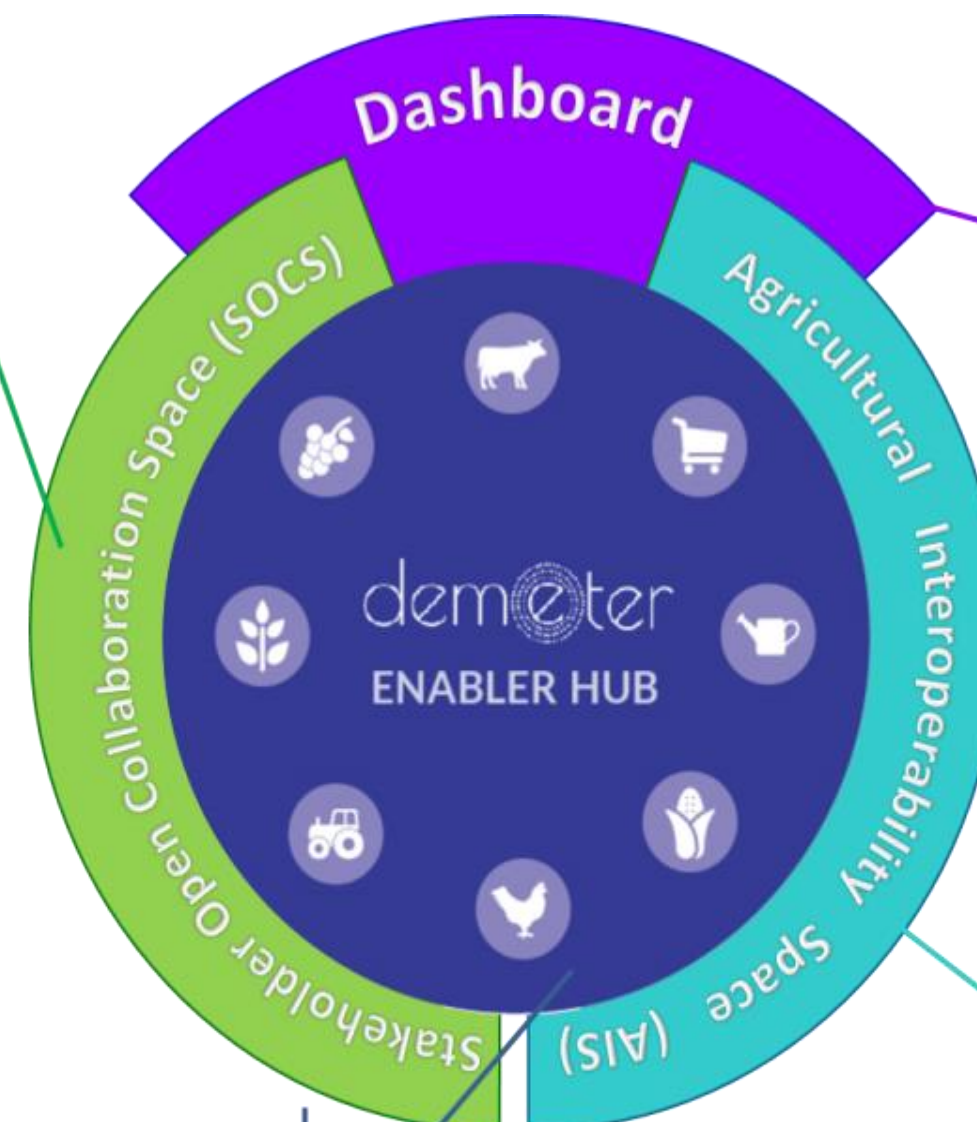 Dashboard
Stakeholder Open Collaboration Space (SOCS)
Agricultural Interoperability Space (AIS)
demeter
ENABLER HUB